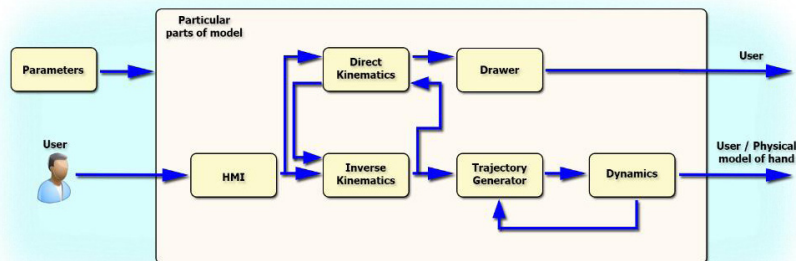 Particular
parts of model
Parameters
Direct
Kinematics
Drawer
User
User
HMI
Inverse
Kinematics
Trajectory
Generator
Dynamics
User / Physical
model of hand